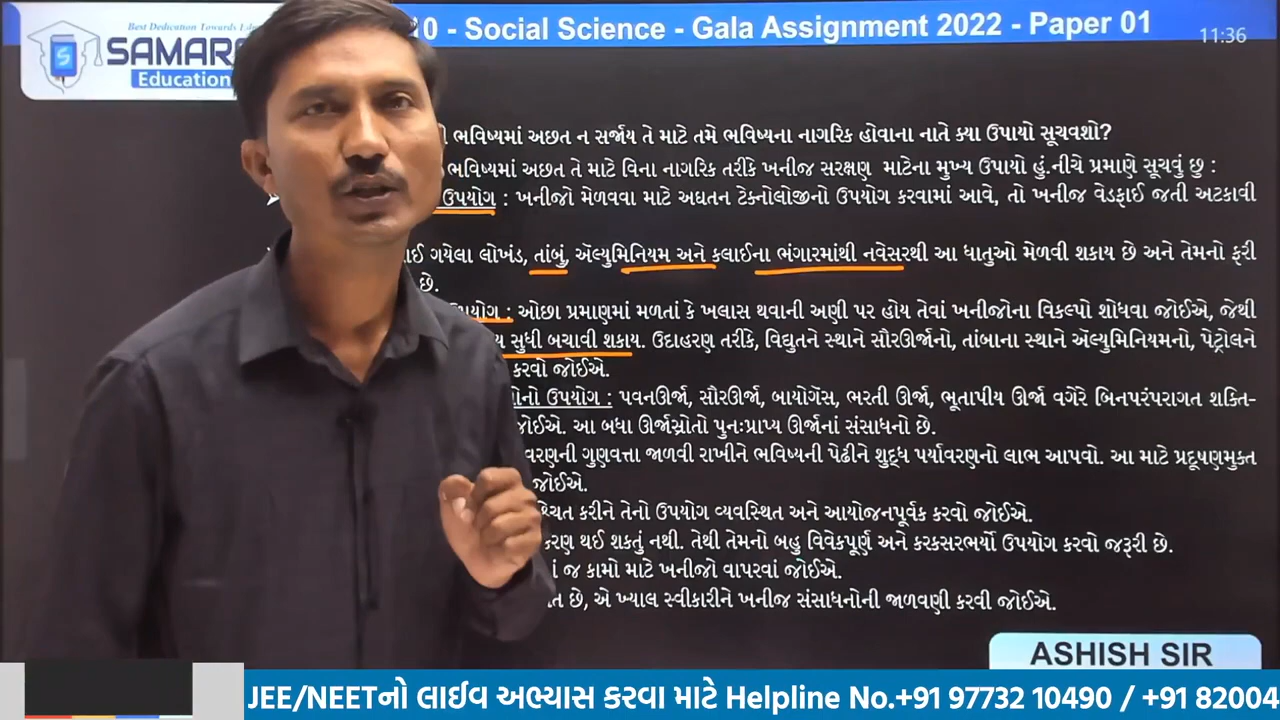 Best Dedication Towards
10 - Social Science - Gala Assignment 2022 - Paper 01
11:36
S
SAMAR
Education
ભવિષ્યમાં અછત ન સર્જાય તે માટે તમે ભવિષ્યના નાગરિક હોવાના નાતે ક્યા ઉપાયો સૂચવશો?
ભવિષ્યમાં અછત તે માટે વિના નાગરિક તરીકે ખનીજ સરક્ષણ માટેના મુખ્ય ઉપાયો હું.નીચે પ્રમાણે સૂચવું છુ :
ઉપયોગ : ખનીજો મેળવવા માટે અદ્યતન ટેક્નોલોજીનો ઉપયોગ કરવામાં આવે, તો ખનીજ વેડફાઈ જતી અટકાવી
ગયેલા લોખંડ, તાંબું, ઍલ્યુમિનિયમ અને કલાઈના ભંગારમાંથી નવેસરથી આ ધાતુઓ મેળવી શકાય છે અને તેમનો ફરી
છે.
ઓછા પ્રમાણમાં મળતાં કે ખલાસ થવાની અણી પર હોય તેવાં ખનીજોના વિકલ્પો શોધવા જોઈએ, જેથી
સુધી બચાવી શકાય. ઉદાહરણ તરીકે, વિદ્યુતને સ્થાને સૌરઊર્જાનો, તાંબાના સ્થાને ઍલ્યુમિનિયમનો, પેટ્રોલને
કરવો જોઈએ.
ઉપયોગ : પવનઊર્જા, સૌરઊર્જા, બાયોગૅસ, ભરતી ઊર્જા, ભૂતાપીય ઊર્જા વગેરે બિનપરંપરાગત શક્તિ-
આ બધા ઊર્જાસ્રોતો પુનઃપ્રાપ્ય ઊર્જાનાં સંસાધનો છે.
ગુણવત્તા જાળવી રાખીને ભવિષ્યની પેઢીને શુદ્ધ પર્યાવરણનો લાભ આપવો. આ માટે પ્રદૂષણમુક્ત
જોઈએ.
કરીને તેનો ઉપયોગ વ્યવસ્થિત અને આયોજનપૂર્વક કરવો જોઈએ.
થઈ શકતું નથી. તેથી તેમનો બહુ વિવેકપૂર્ણ અને કરકસરભર્યો ઉપયોગ કરવો જરૂરી છે.
જ કામો માટે ખનીજો વાપરવાં જોઈએ.
છે, એ ખ્યાલ સ્વીકારીને ખનીજ સંસાધનોની જાળવણી કરવી જોઈએ.
ASHISH SIR
JEE/NEETનો લાઈવ અભ્યાસ કરવા માટે Helpline No.+91 97732 10490 / +91 82004